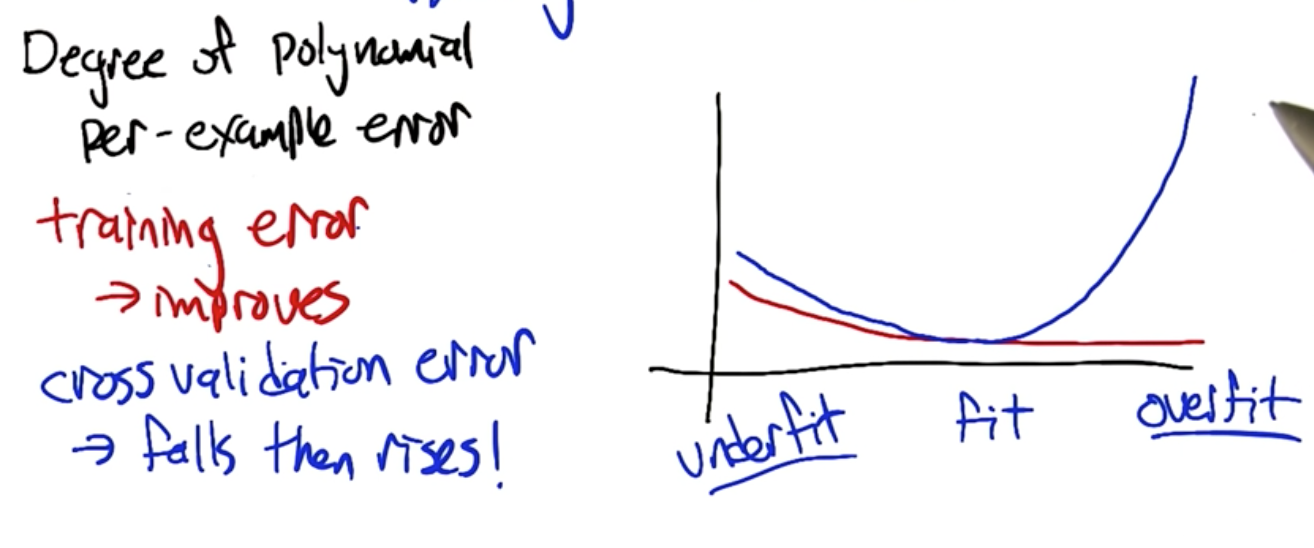 Degree of polynomial
per-example error
training error
→ improves
cross validation error
→ falls then rises!
underfit
fit
overfit